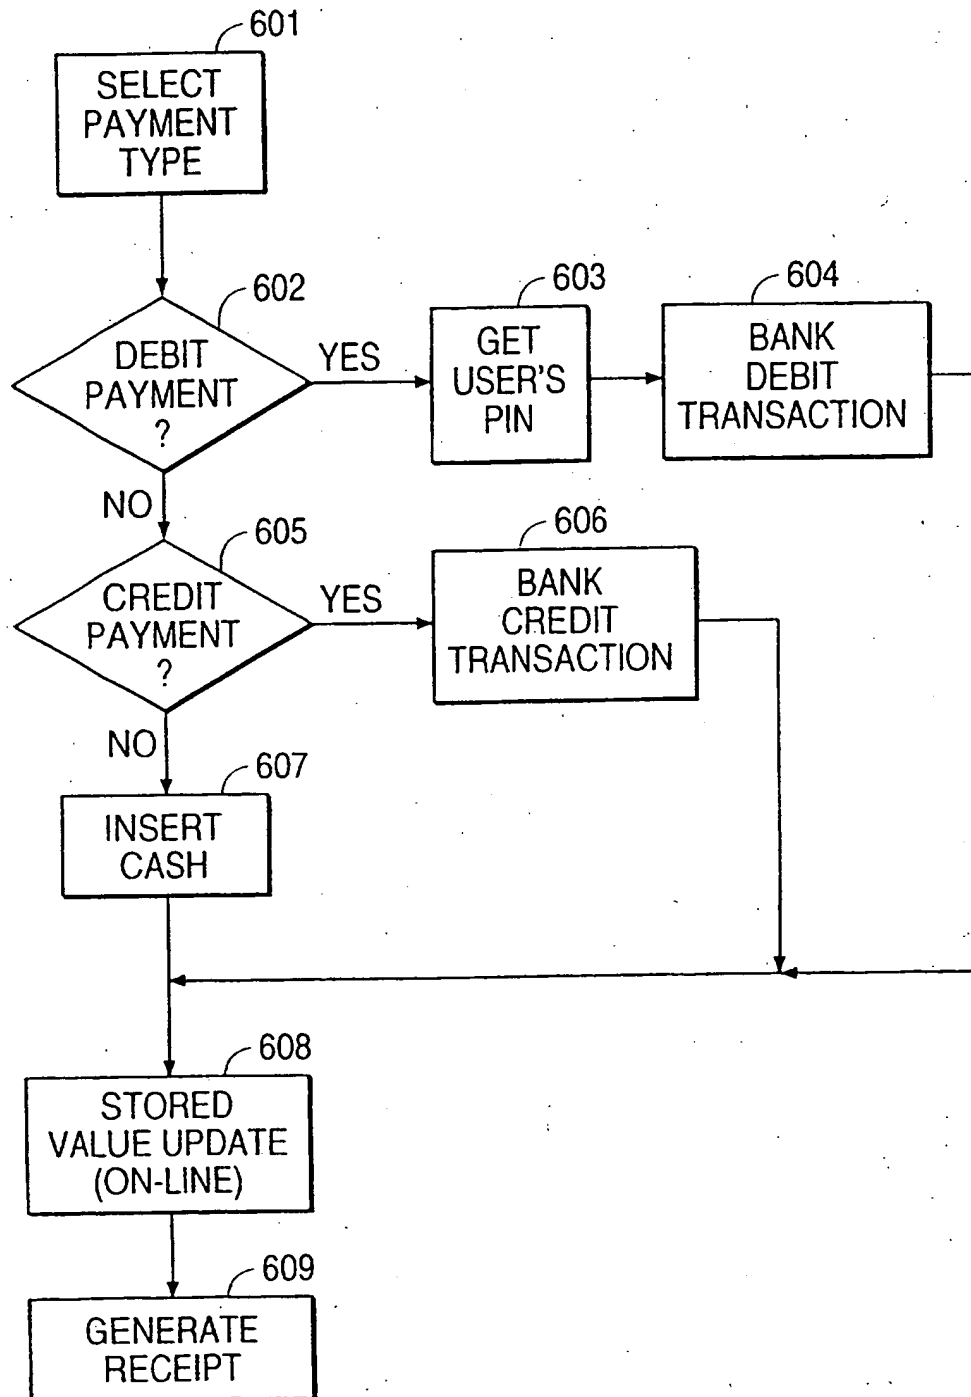 601
SELECT
PAYMENT
TYPE
602
DEBIT
PAYMENT
?
YES
603
GET
USER'S
PIN
604
BANK
DEBIT
TRANSACTION
NO
605
CREDIT
PAYMENT
?
YES
606
BANK
CREDIT
TRANSACTION
NO
607
INSERT
CASH
608
STORED
VALUE UPDATE
(ON-LINE)
609
GENERATE
RECEIPT